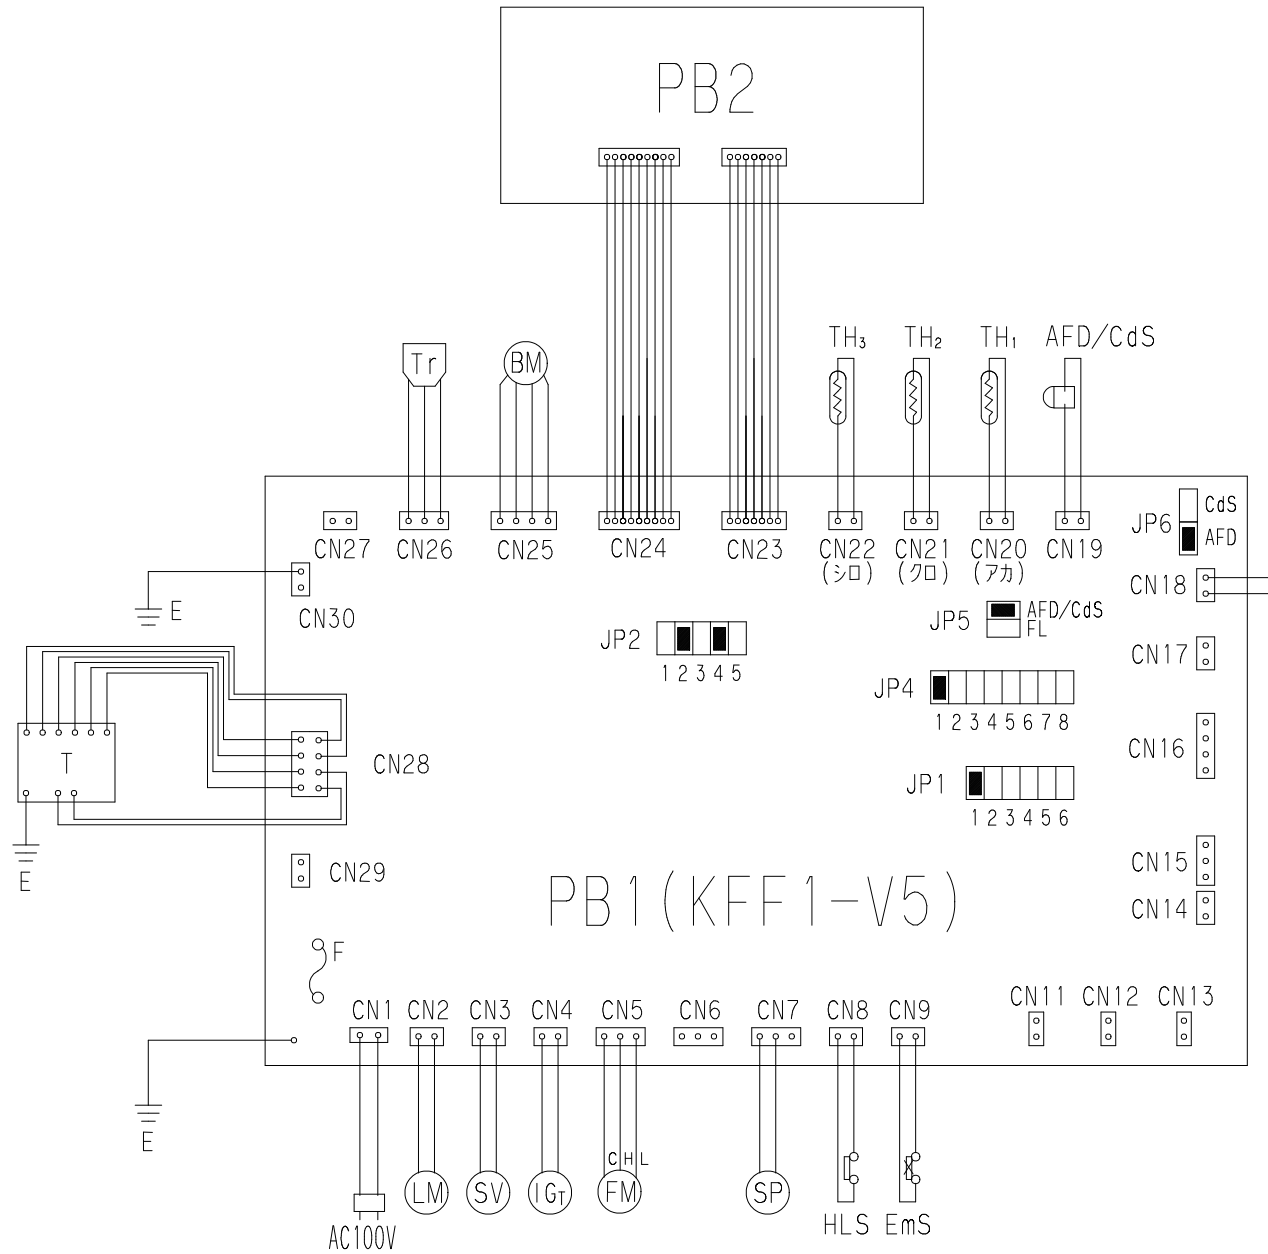 PB2
TH₃ TH₂ TH₁ AFD/CdS
Tr BM
CN27 CN26 CN25 CN24 CN23 CN22 CN21 CN20 CN19
(シロ) (クロ) (アカ)
JP6 CdS
AFD
CN18
E
CN30
JP2
1 2 3 4 5
JP5 AFD/CdS
FL
CN17
JP4
1 2 3 4 5 6 7 8
T
CN28
CN16
JP1
1 2 3 4 5 6
E
CN29
CN15
CN14
PB1(KFF1-V5)
F
CN1 CN2 CN3 CN4 CN5 CN6 CN7 CN8 CN9 CN11 CN12 CN13
E
C H L
LM SV IGT FM SP
HLS EmS
AC100V